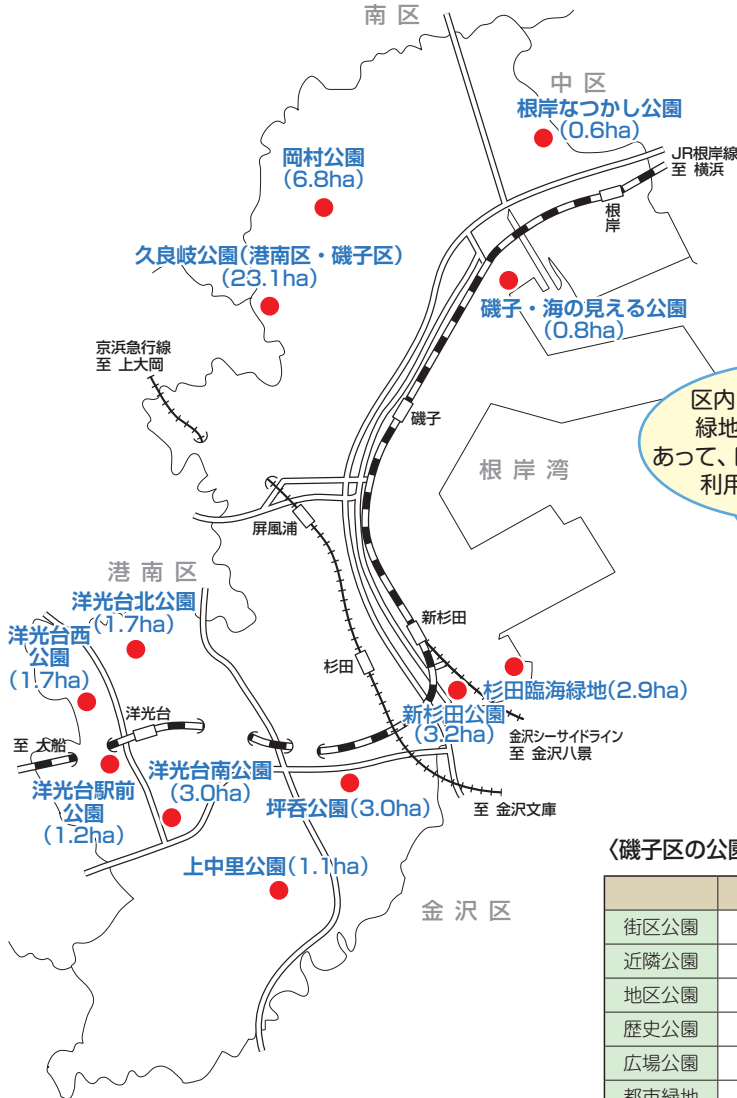 南区
中区
根岸なつかし公園
(0.6ha)
JR根岸線
至 横浜
岡村公園
(6.8ha)
根岸
久良岐公園(港南区・磯子区)
(23.1ha)
磯子・海の見える公園
(0.8ha)
京浜急行線
至 上大岡
区内
緑地
あって、
利用
磯子
根岸湾
屏風浦
港南区
洋光台北公園
(1.7ha)
洋光台西
公園
(1.7ha)
新杉田
杉田
杉田臨海緑地(2.9ha)
洋光台
新杉田公園
(3.2ha)
金沢シーサイドライン
至 金沢八景
至 大船
洋光台駅前
公園
(1.2ha)
洋光台南公園
(3.0ha)
坪呑公園(3.0ha)
至 金沢文庫
上中里公園(1.1ha)
金沢区
〈磯子区の公園
街区公園
近隣公園
地区公園
歴史公園
広場公園
都市緑地